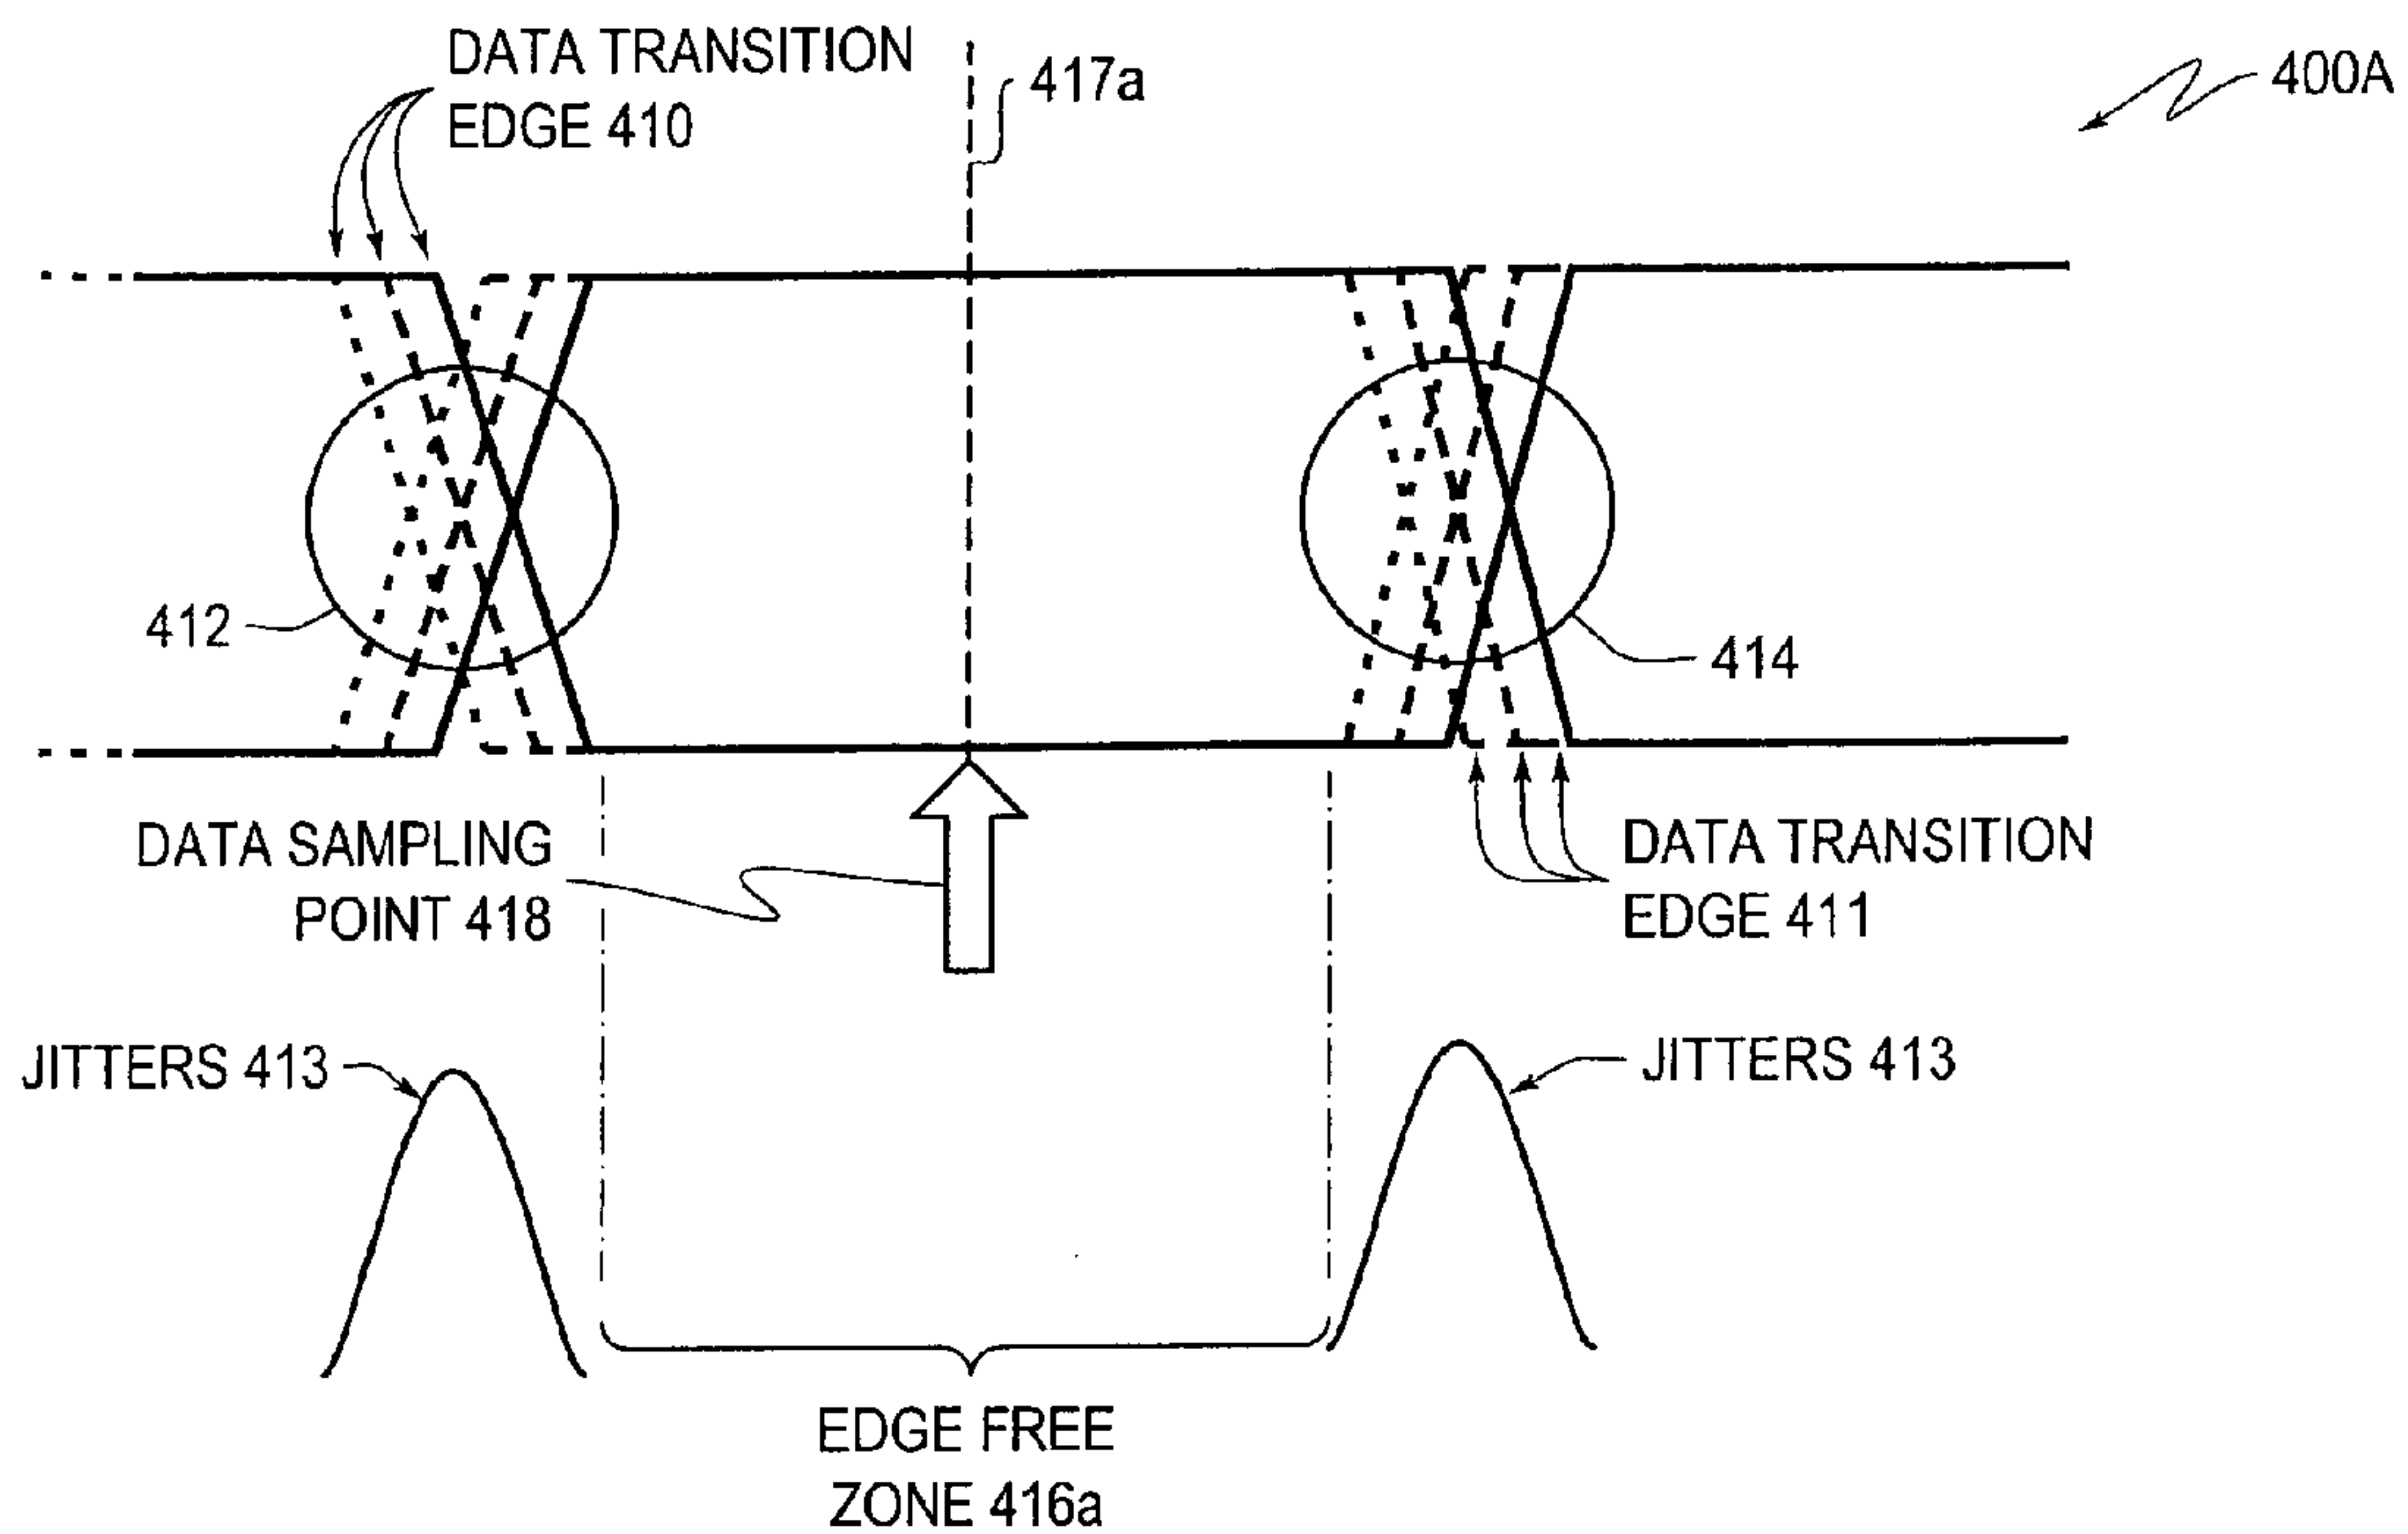 DATA TRANSITION
EDGE 410
417a
400A
412
414
DATA SAMPLING
POINT 418
DATA TRANSITION
EDGE 411
JITTERS 413
JITTERS 413
EDGE FREE
ZONE 416a